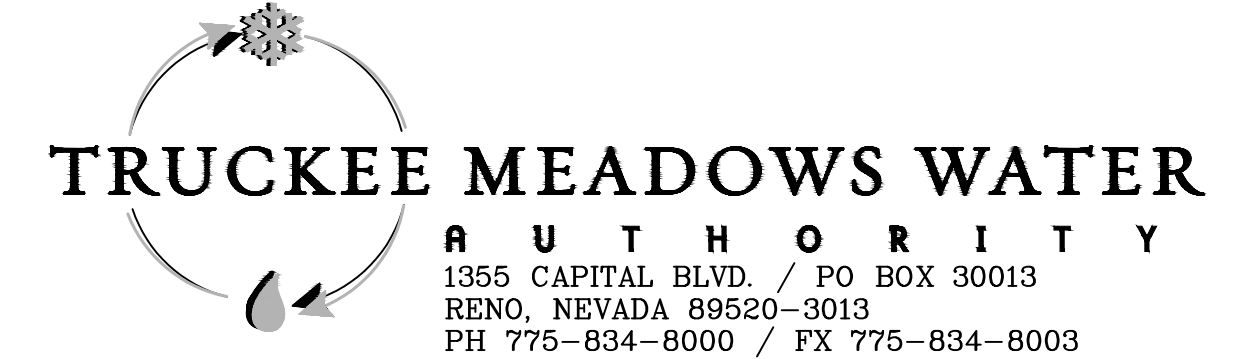 TRUCKEE MEADOWS WATER
AUTHORITY
1355 CAPITAL BLVD. / PO BOX 30013
RENO, NEVADA 89520-3013
PH 775-834-8000 / FX 775-834-8003